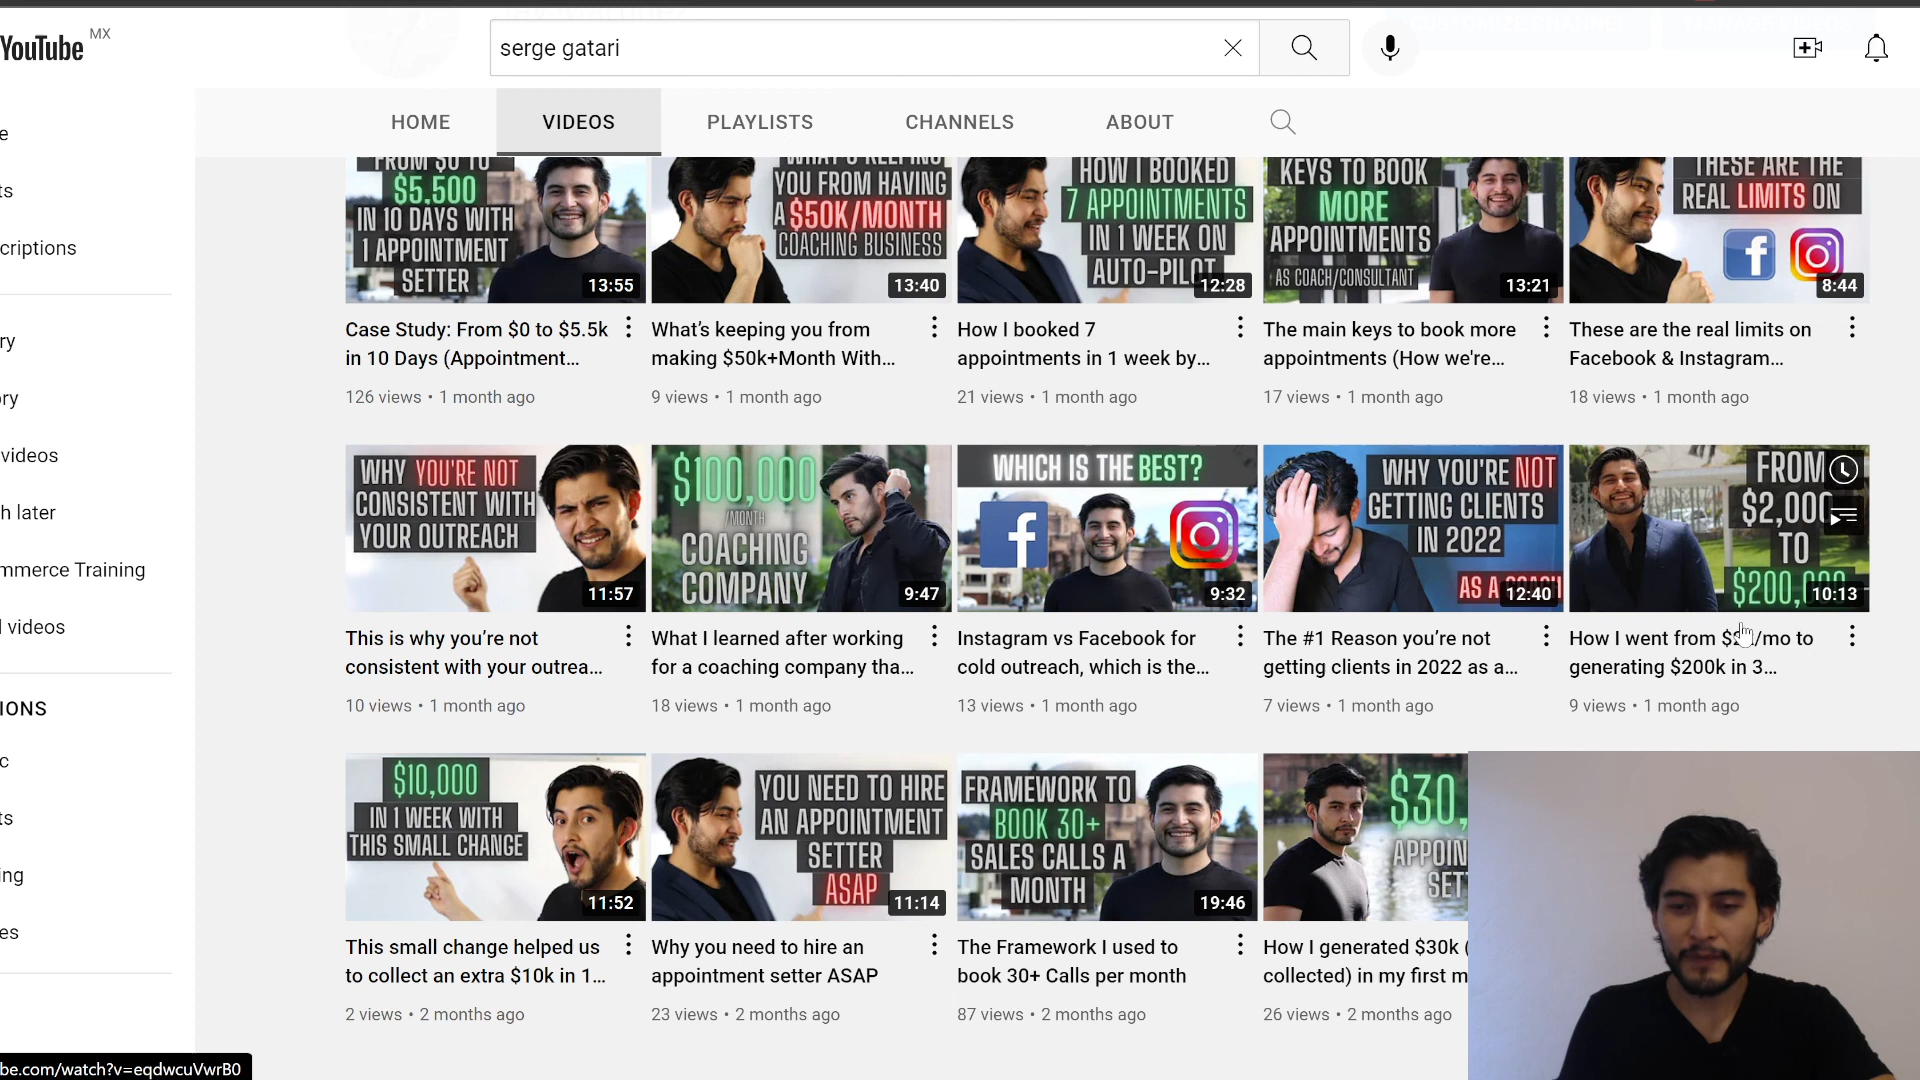 YouTube MX
serge gatari
HOME VIDEOS PLAYLISTS CHANNELS ABOUT
e
ts
criptions
ry
ory
videos
h later
mmerce Training
l videos
IONS
c
ts
ing
es
FROM $0 TO
$5,500
IN 10 DAYS WITH
1 APPOINTMENT
SETTER
13:55
Case Study: From $0 to $5.5k
in 10 Days (Appointment...
126 views • 1 month ago
WHAT'S KEEPING
YOU FROM HAVING
A $50K/MONTH
COACHING BUSINESS
13:40
What's keeping you from
making $50k+Month With...
9 views • 1 month ago
HOW I BOOKED
7 APPOINTMENTS
IN 1 WEEK ON
AUTO-PILOT
12:28
How I booked 7
appointments in 1 week by...
21 views • 1 month ago
KEYS TO BOOK
MORE
APPOINTMENTS
AS COACH/CONSULTANT
13:21
The main keys to book more
appointments (How we're...
17 views • 1 month ago
THESE ARE THE
REAL LIMITS ON
8:44
These are the real limits on
Facebook & Instagram...
18 views • 1 month ago
WHY YOU'RE NOT
CONSISTENT WITH
YOUR OUTREACH
11:57
This is why you’re not
consistent with your outrea...
10 views • 1 month ago
$100,000
/MONTH
COACHING
COMPANY
9:47
What I learned after working
for a coaching company tha...
18 views • 1 month ago
WHICH IS THE BEST?
f
9:32
Instagram vs Facebook for
cold outreach, which is the...
13 views • 1 month ago
WHY YOU'RE NOT
GETTING CLIENTS
IN 2022
AS A COACH
12:40
The #1 Reason you’re not
getting clients in 2022 as a...
7 views • 1 month ago
FROM
$2,000
TO
$200,000
10:13
How I went from /mo to
generating $200k in 3...
9 views • 1 month ago
$10,000
IN 1 WEEK WITH
THIS SMALL CHANGE
11:52
This small change helped us
to collect an extra $10k in 1...
2 views • 2 months ago
YOU NEED TO HIRE
AN APPOINTMENT
SETTER
ASAP
11:14
Why you need to hire an
appointment setter ASAP
23 views • 2 months ago
FRAMEWORK TO
BOOK 30+
SALES CALLS A
MONTH
19:46
The Framework I used to
book 30+ Calls per month
87 views • 2 months ago
$30,
APPOIN
SET
How I generated $30k (
collected) in my first m
26 views • 2 months ago
be.com/watch?v=eqdwcuVwrB0